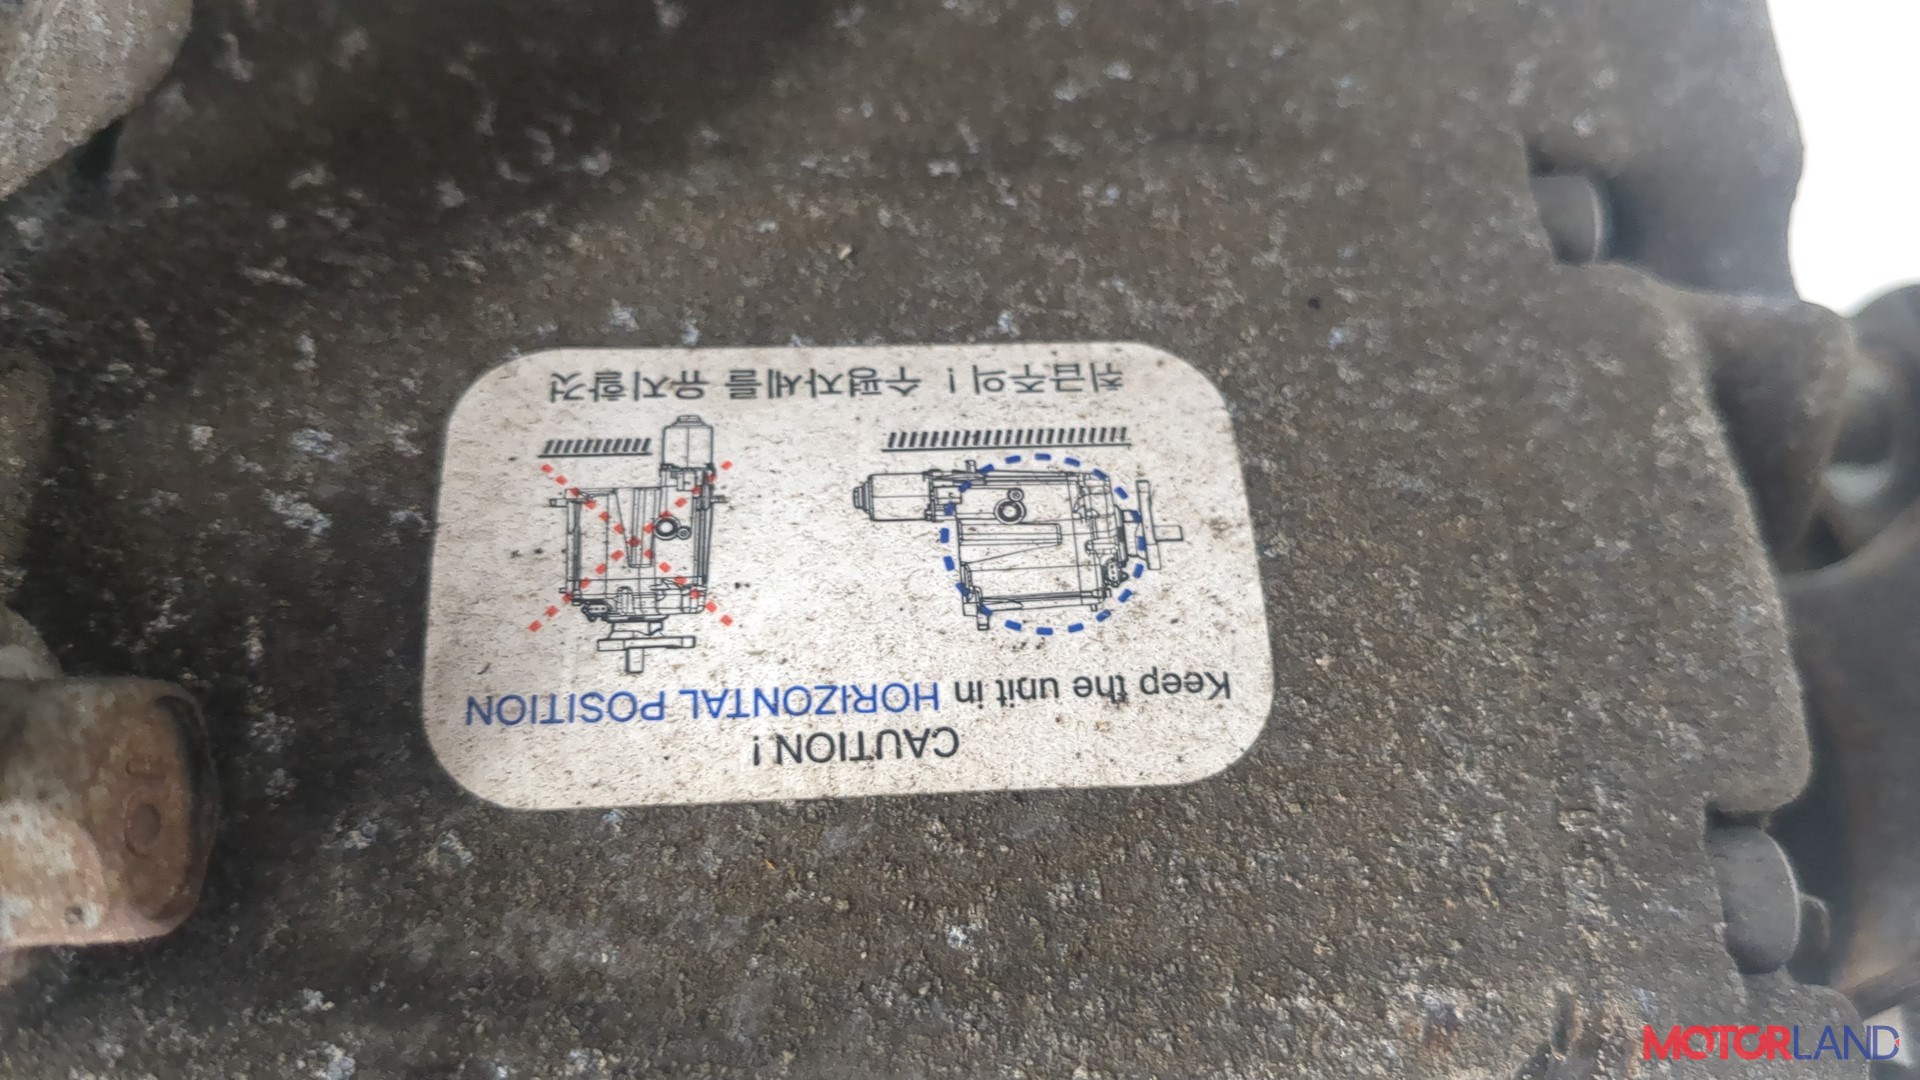 CAUTION !
Keep the unit in HORIZONTAL POSITION
취급주의 ! 수평자세를 유지할것
MOTORLAND